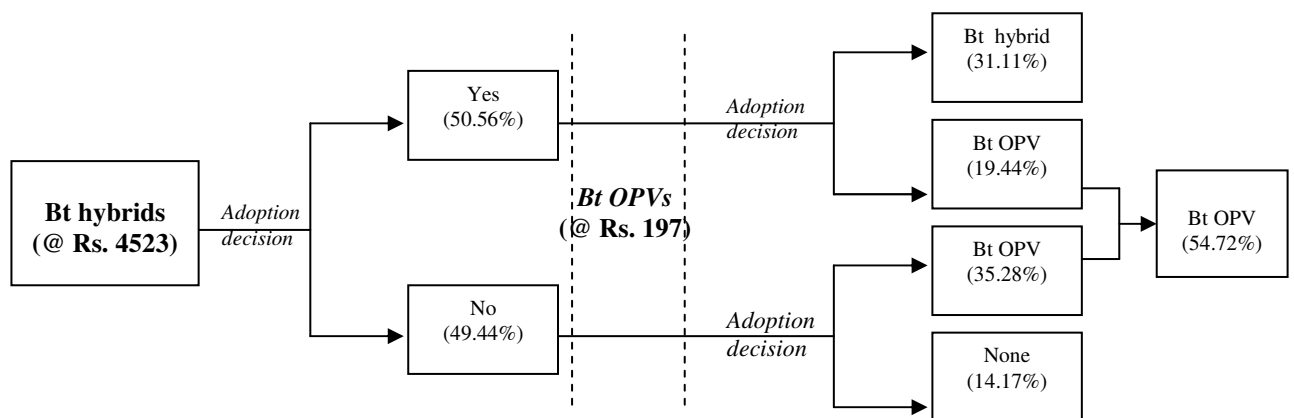 Bt hybrids
(@ Rs. 4523)
Adoption
decision
Yes
(50.56%)
No
(49.44%)
Bt OPVs
(@ Rs. 197)
Adoption
decision
Adoption
decision
Bt hybrid
(31.11%)
Bt OPV
(19.44%)
Bt OPV
(35.28%)
None
(14.17%)
Bt OPV
(54.72%)